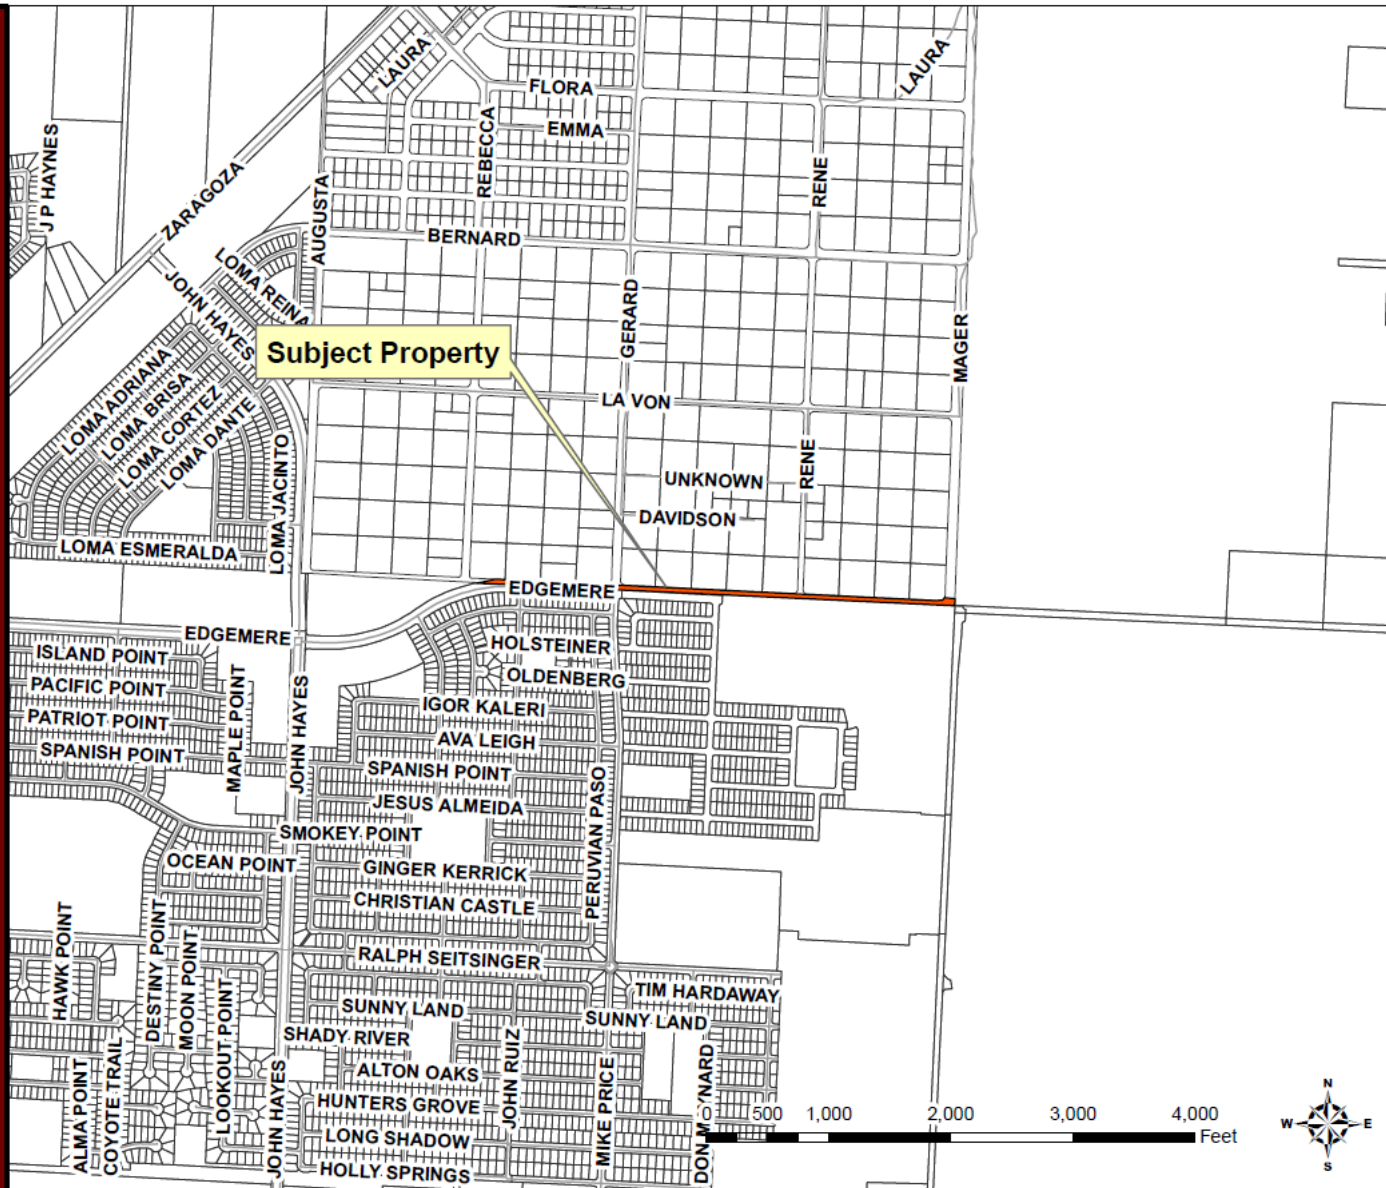 LAURA
LAURA
FLORA
EMMA
REBECCA
J P HAYNES
RENE
ZARAGOZA
AUGUSTA
BERNARD
LOMA REINA
JOHN HAYES
GERARD
MAGER
Subject Property
LOMA ADRIANA
LOMA BRISA
LOMA CORTEZ
LOMA DANTE
LA VON
LOMA JACINTO
RENE
UNKNOWN
DAVIDSON
LOMA ESMERALDA
EDGEMERE
EDGEMERE
HOLSTEINER
ISLAND POINT
OLDENBERG
PACIFIC POINT
MAPLE POINT
JOHN HAYES
IGOR KALERI
PATRIOT POINT
AVA LEIGH
SPANISH POINT
SPANISH POINT
PERUVIAN PASO
JESUS ALMEIDA
SMOKEY POINT
OCEAN POINT
GINGER KERRICK
CHRISTIAN CASTLE
HAWK POINT
DESTINY POINT
MOON POINT
RALPH SEITSINGER
LOOKOUT POINT
TIM HARDAWAY
SUNNY LAND
SUNNY LAND
SHADY RIVER
JOHN RUIZ
ALMA POINT
COYOTE TRAIL
JOHN HAYES
ALTON OAKS
MIKE PRICE
HUNTERS GROVE
LONG SHADOW
HOLLY SPRINGS
0 500 1,000 2,000 3,000 4,000
Feet
N
W E
S